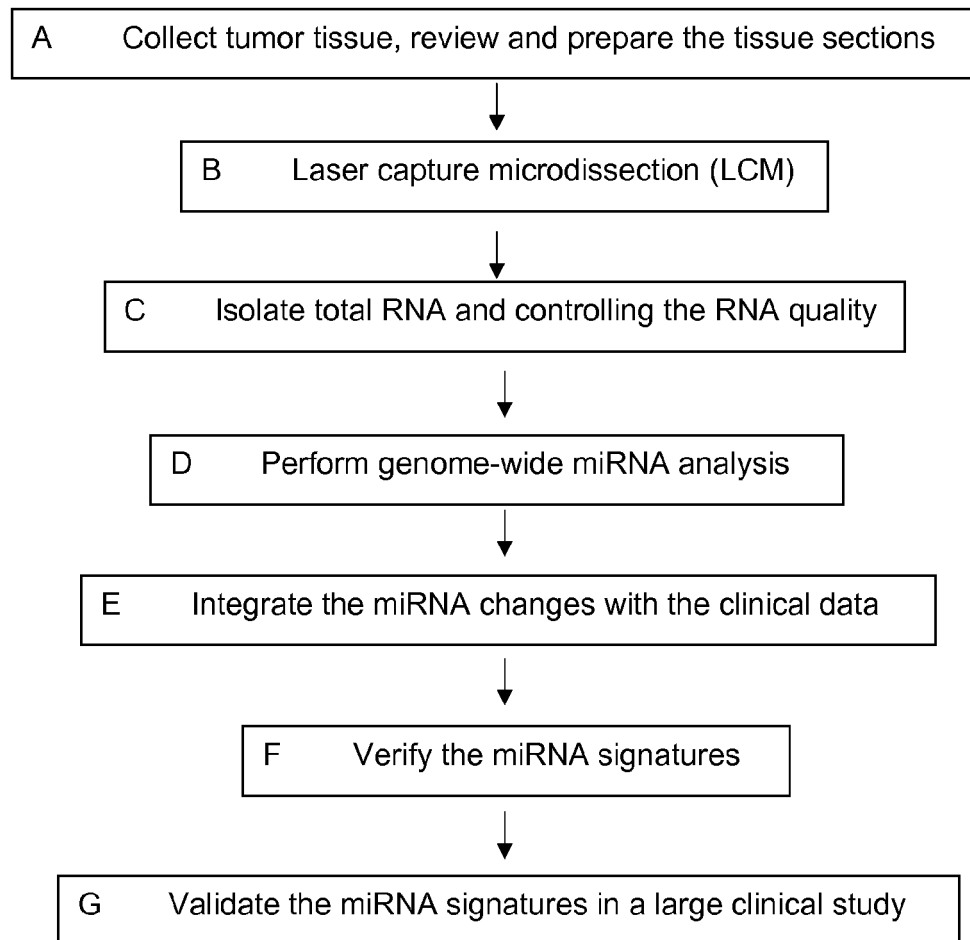 A Collect tumor tissue, review and prepare the tissue sections
B Laser capture microdissection (LCM)
C Isolate total RNA and controlling the RNA quality
D Perform genome-wide miRNA analysis
E Integrate the miRNA changes with the clinical data
F Verify the miRNA signatures
G Validate the miRNA signatures in a large clinical study